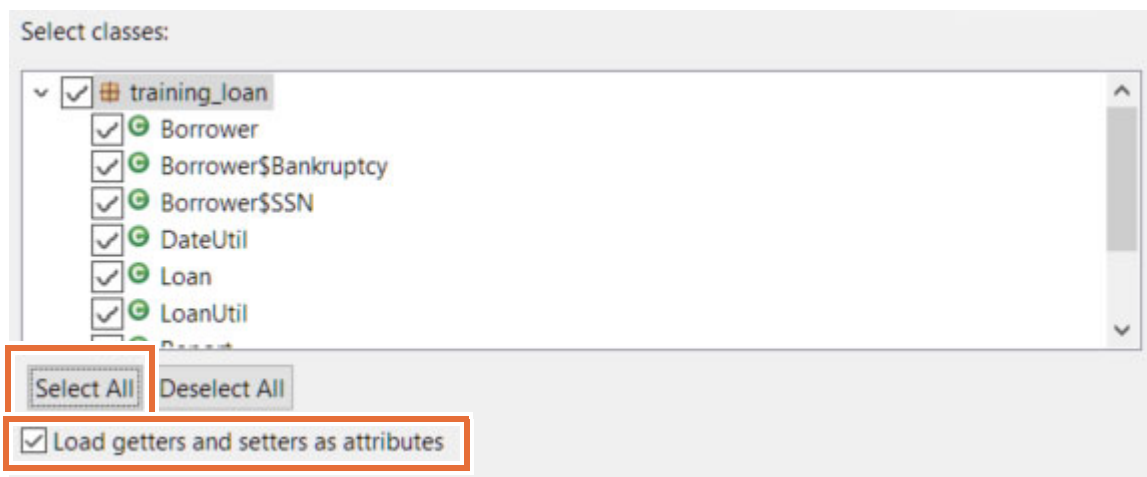 Select classes:
training_loan
Borrower
Borrower$Bankruptcy
Borrower$SSN
DateUtil
Loan
LoanUtil
Select All Deselect All
Load getters and setters as attributes